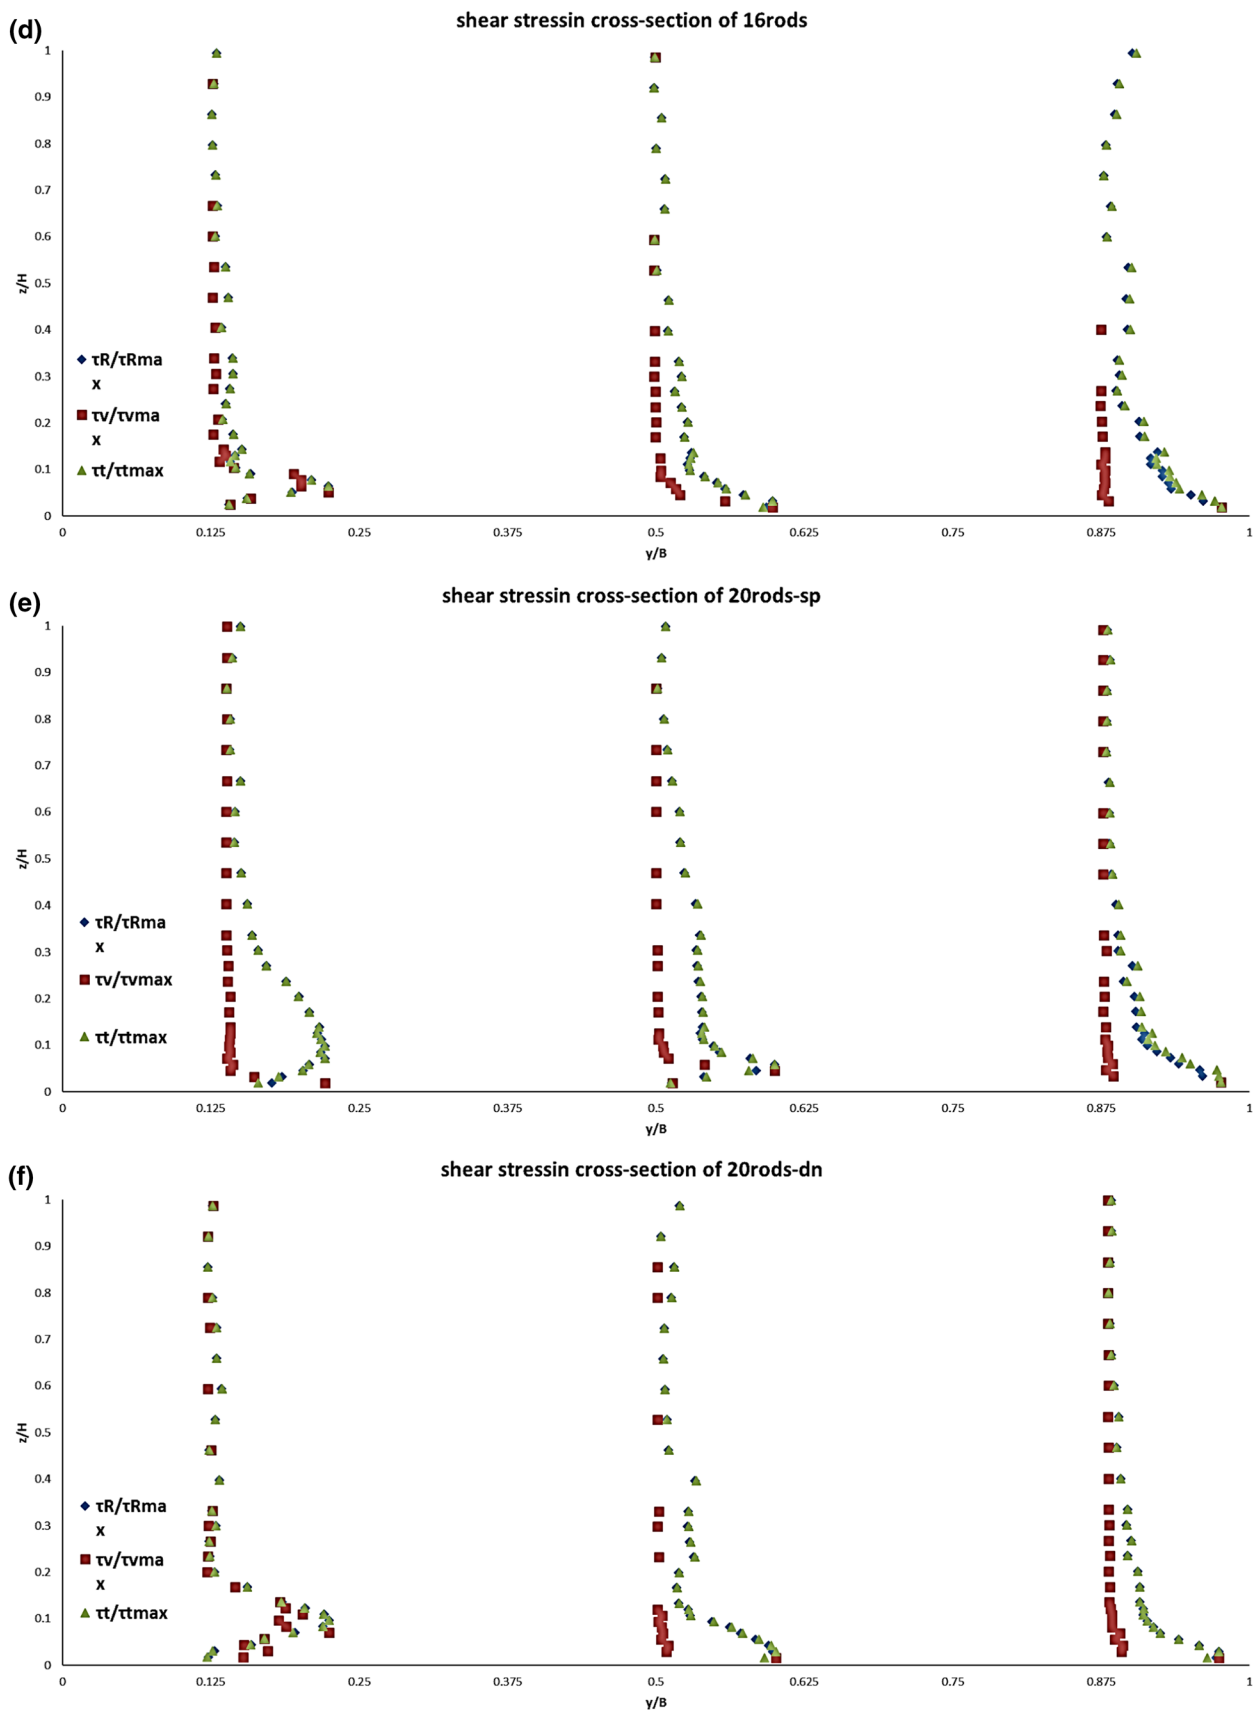 (d)
shear stressin cross-section of 16rods
1
0.9
0.8
0.7
0.6
0.5
0.4
0.3
0.2
0.1
0
z/H
τR/τRma
x
τv/τvma
x
τt/τtmax
0 0.125 0.25 0.375 0.5 0.625 0.75 0.875 1
y/B
(e)
shear stressin cross-section of 20rods-sp
1
0.9
0.8
0.7
0.6
0.5
0.4
0.3
0.2
0.1
0
z/H
τR/τRma
x
τv/τvmax
τt/τtmax
0 0.125 0.25 0.375 0.5 0.625 0.75 0.875 1
y/B
(f)
shear stressin cross-section of 20rods-dn
1
0.9
0.8
0.7
0.6
0.5
0.4
0.3
0.2
0.1
0
z/H
τR/τRma
x
τv/τvma
x
τt/τtmax
0 0.125 0.25 0.375 0.5 0.625 0.75 0.875 1
y/B